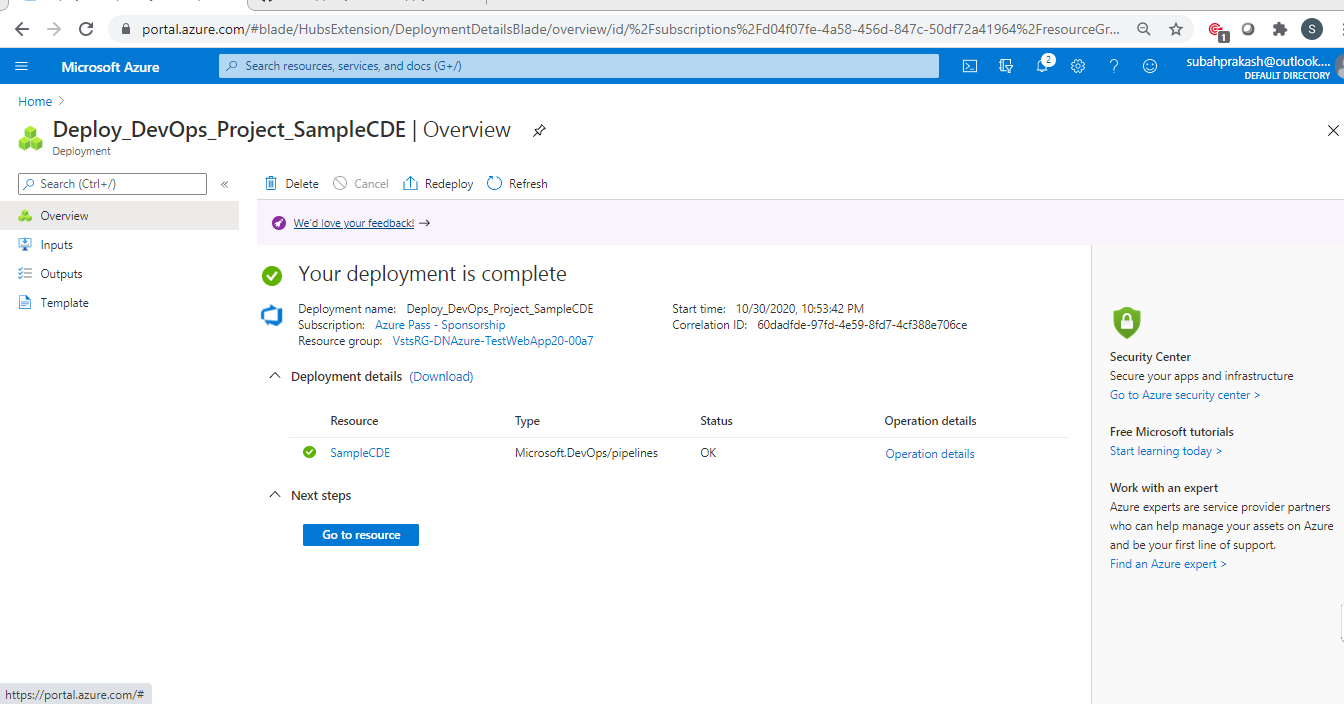 portal.azure.com/#blade/HubsExtension/DeploymentDetailsBlade/overview/id/%2Fsubscriptions%2Fd04f07fe-4a58-456d-847c-50df72a41964%2FresourceGr...
1
S
Microsoft Azure
Search resources, services, and docs (G+/)
2
subahprakash@outlook....
DEFAULT DIRECTORY
Home
Deploy_DevOps_Project_SampleCDE | Overview
Deployment
Search (Ctrl+/)
«
Delete
Cancel
Redeploy
Refresh
Overview
Inputs
Outputs
Template
We'd love your feedback! →
Your deployment is complete
Deployment name: Deploy_DevOps_Project_SampleCDE
Subscription: Azure Pass - Sponsorship
Resource group: VstsRG-DNAzure-TestWebApp20-00a7
Start time: 10/30/2020, 10:53:42 PM
Correlation ID: 60dadfde-97fd-4e59-8fd7-4cf388e706ce
Deployment details (Download)
Resource Type Status Operation details
SampleCDE Microsoft.DevOps/pipelines OK Operation details
Next steps
Go to resource
Security Center
Secure your apps and infrastructure
Go to Azure security center >
Free Microsoft tutorials
Start learning today >
Work with an expert
Azure experts are service provider partners
who can help manage your assets on Azure
and be your first line of support.
Find an Azure expert >
https://portal.azure.com/#